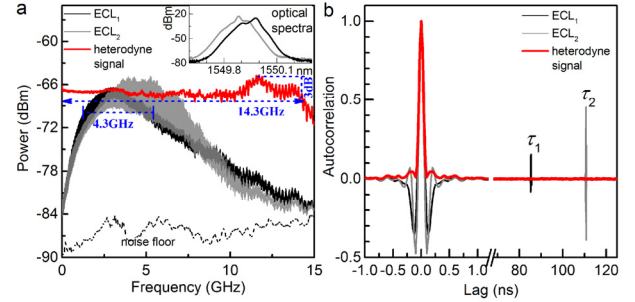 a
ECL₁
ECL₂
heterodyne
signal
dBm
-20
-80
optical
spectra
1549.8
1550.1 nm
3dB
4.3GHz
14.3GHz
noise floor
Power (dBm)
-60
-66
-72
-78
-84
-90
0
5
10
15
Frequency (GHz)
b
ECL₁
ECL₂
heterodyne
signal
τ₁
τ₂
Autocorrelation
1.0
0.5
0.0
-0.5
-1.0
-0.5
0.0
0.5
1.0
80
100
120
Lag (ns)